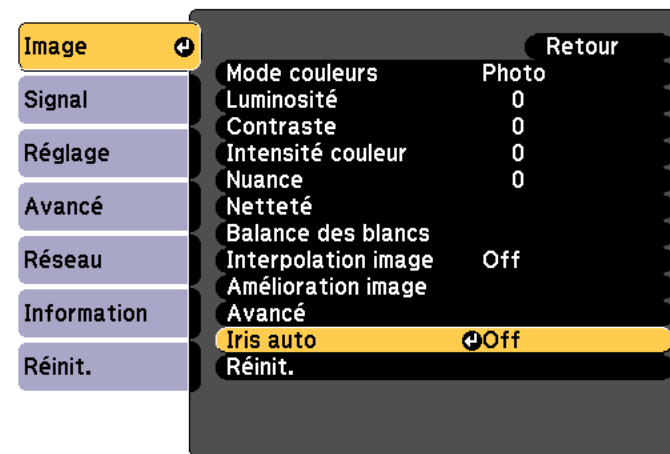 Image
Signal
Réglage
Avancé
Réseau
Information
Réinit.
Retour
Mode couleurs Photo
Luminosité 0
Contraste 0
Intensité couleur 0
Nuance 0
Netteté
Balance des blancs
Interpolation image Off
Amélioration image
Avancé
Iris auto Off
Réinit.